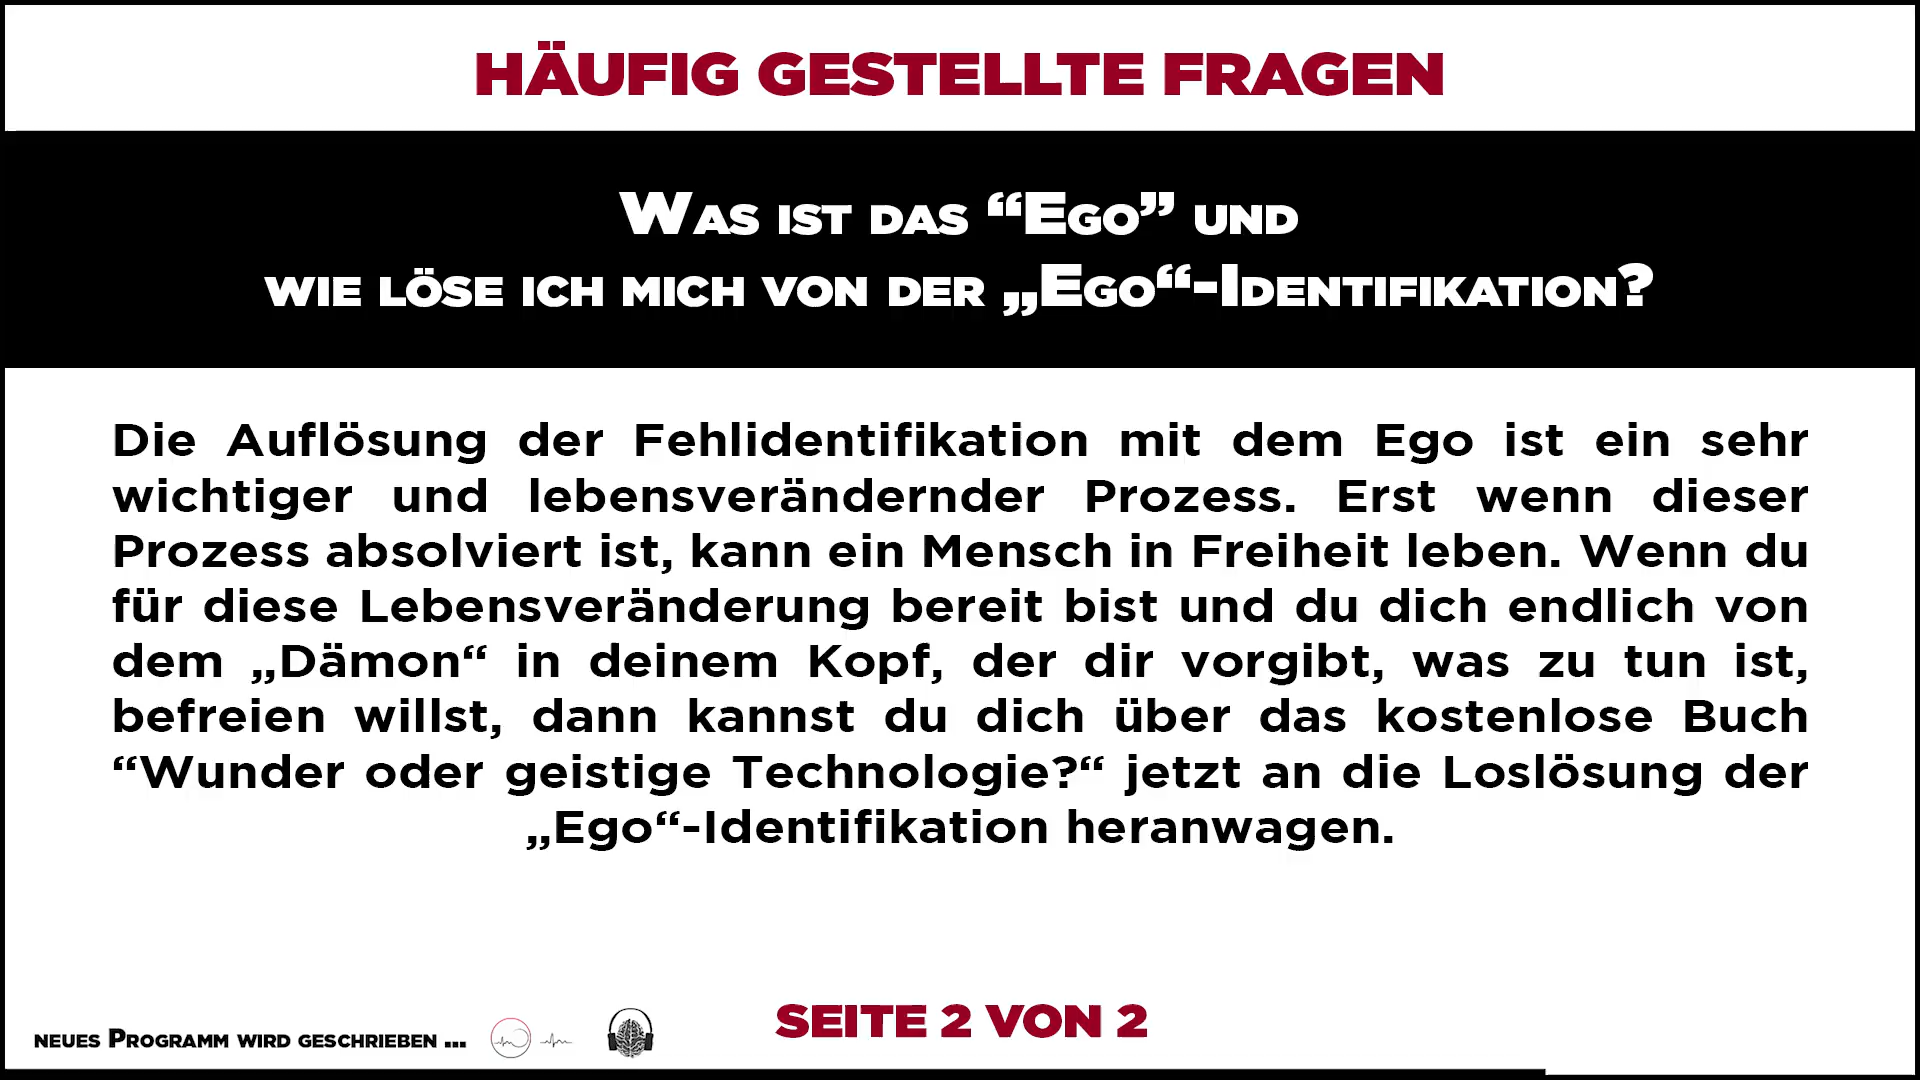 HÄUFIG GESTELLTE FRAGEN
Was ist das “Ego” und
wie löse ich mich von der „Ego“-Identifikation?
Die Auflösung der Fehlidentifikation mit dem Ego ist ein sehr
wichtiger und lebensverändernder Prozess. Erst wenn dieser
Prozess absolviert ist, kann ein Mensch in Freiheit leben. Wenn du
für diese Lebensveränderung bereit bist und du dich endlich von
dem „Dämon“ in deinem Kopf, der dir vorgibt, was zu tun ist,
befreien willst, dann kannst du dich über das kostenlose Buch
“Wunder oder geistige Technologie?“ jetzt an die Loslösung der
„Ego“-Identifikation heranwagen.
SEITE 2 VON 2
neues Programm wird geschrieben ...